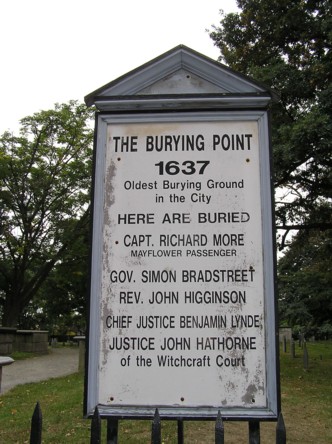 THE BURYING POINT
1637
Oldest Burying Ground
in the City
HERE ARE BURIED
• CAPT. RICHARD MORE
MAYFLOWER PASSENGER
GOV. SIMON BRADSTREET
REV. JOHN HIGGINSON
CHIEF JUSTICE BENJAMIN LYNDE
JUSTICE JOHN HATHORNE
of the Witchcraft Court